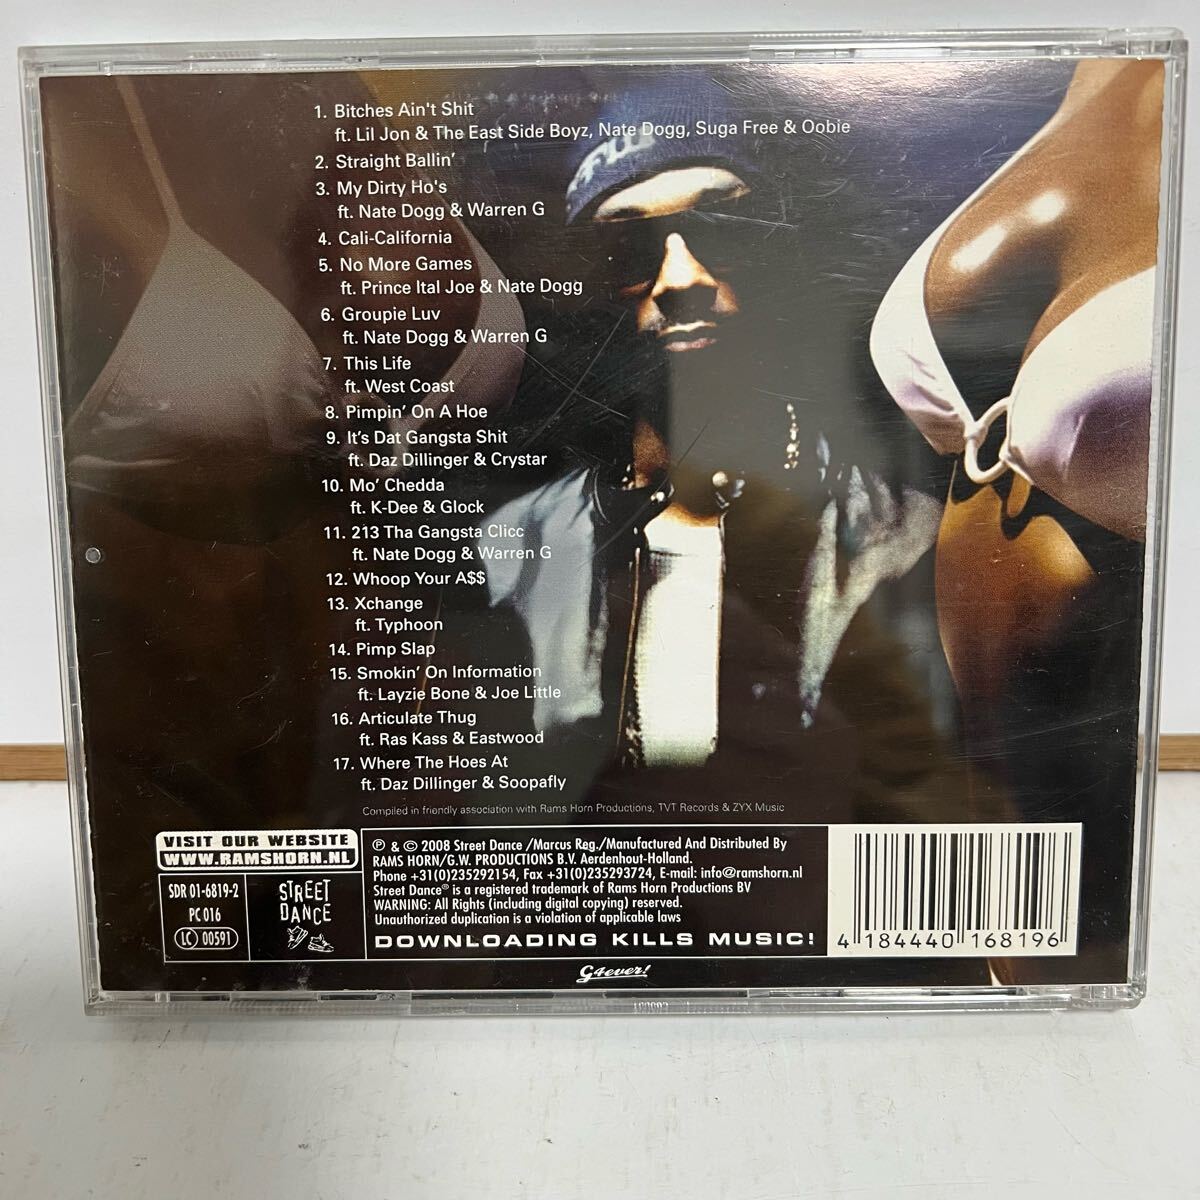 1. Bitches Ain't Shit
ft. Lil Jon & The East Side Boyz, Nate Dogg, Suga Free & Oobie
2. Straight Ballin'
3. My Dirty Ho's
ft. Nate Dogg & Warren G
4. Cali-California
5. No More Games
ft. Prince Ital Joe & Nate Dogg
6. Groupie Luv
ft. Nate Dogg & Warren G
7. This Life
ft. West Coast
8. Pimpin' On A Hoe
9. It's Dat Gangsta Shit
ft. Daz Dillinger & Crystar
10. Mo' Chedda
ft. K-Dee & Glock
11. 213 Tha Gangsta Clicc
ft. Nate Dogg & Warren G
12. Whoop Your A$$
13. Xchange
ft. Typhoon
14. Pimp Slap
15. Smokin' On Information
ft. Layzie Bone & Joe Little
16. Articulate Thug
ft. Ras Kass & Eastwood
17. Where The Hoes At
ft. Daz Dillinger & Soopafly
Compiled in friendly association with Rams Horn Productions, TVT Records & ZYX Music
VISIT OUR WEBSITE
WWW.RAMSHORN.NL
SDR 01-6819-2
PC 016
LC 00591
STREET
DANCE
℗ & © 2008 Street Dance /Marcus Reg./Manufactured And Distributed By
RAMS HORN/G.W. PRODUCTIONS B.V. Aerdenhout-Holland.
Phone +31(0)235292154, Fax +31(0)235293724, E-mail: info@ramshorn.nl
Street Dance® is a registered trademark of Rams Horn Productions BV
WARNING: All Rights (including digital copying) reserved.
Unauthorized duplication is a violation of applicable laws
DOWNLOADING KILLS MUSIC!
4 184440 168196
G4ever!